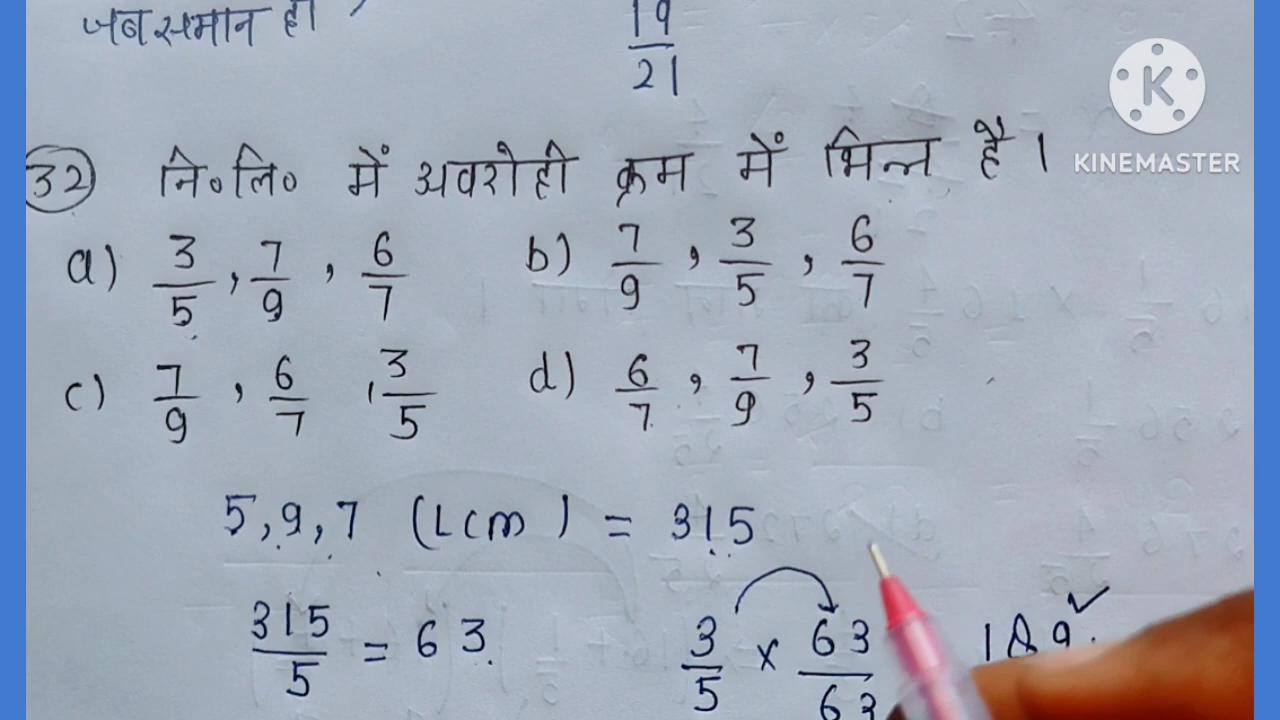 जब समान हो
19/21
KINEMASTER
32 नि॰लि॰ में अवरोही क्रम में भिन्न है।
a) 3/5, 7/9, 6/7 b) 7/9, 3/5, 6/7
c) 7/9, 6/7, 3/5 d) 6/7, 7/9, 3/5
5, 9, 7 (LCM) = 315
315/5 = 63 3/5 × 63/63 189